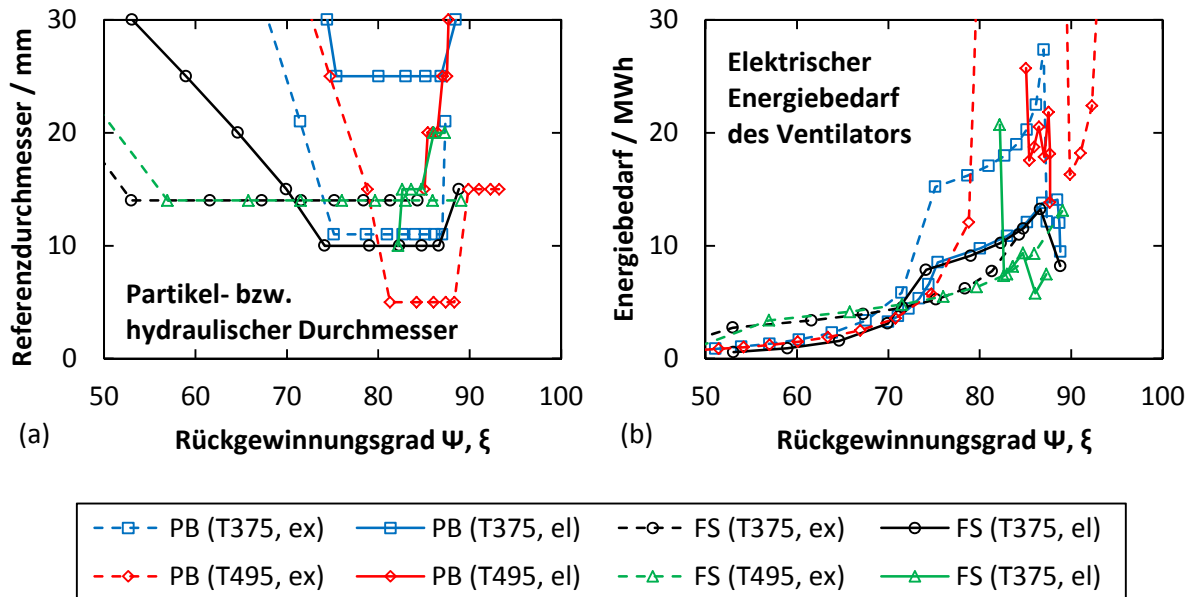 30
20
10
0
Referenzdurchmesser / mm
Partikel- bzw.
hydraulischer Durchmesser
50 60 70 80 90 100
(a)
Rückgewinnungsgrad Ψ, ξ
30
20
10
0
Energiebedarf / MWh
Elektrischer
Energiebedarf
des Ventilators
50 60 70 80 90 100
(b)
Rückgewinnungsgrad Ψ, ξ
PB (T375, ex) PB (T375, el) FS (T375, ex) FS (T375, el)
PB (T495, ex) PB (T495, el) FS (T495, ex) FS (T375, el)